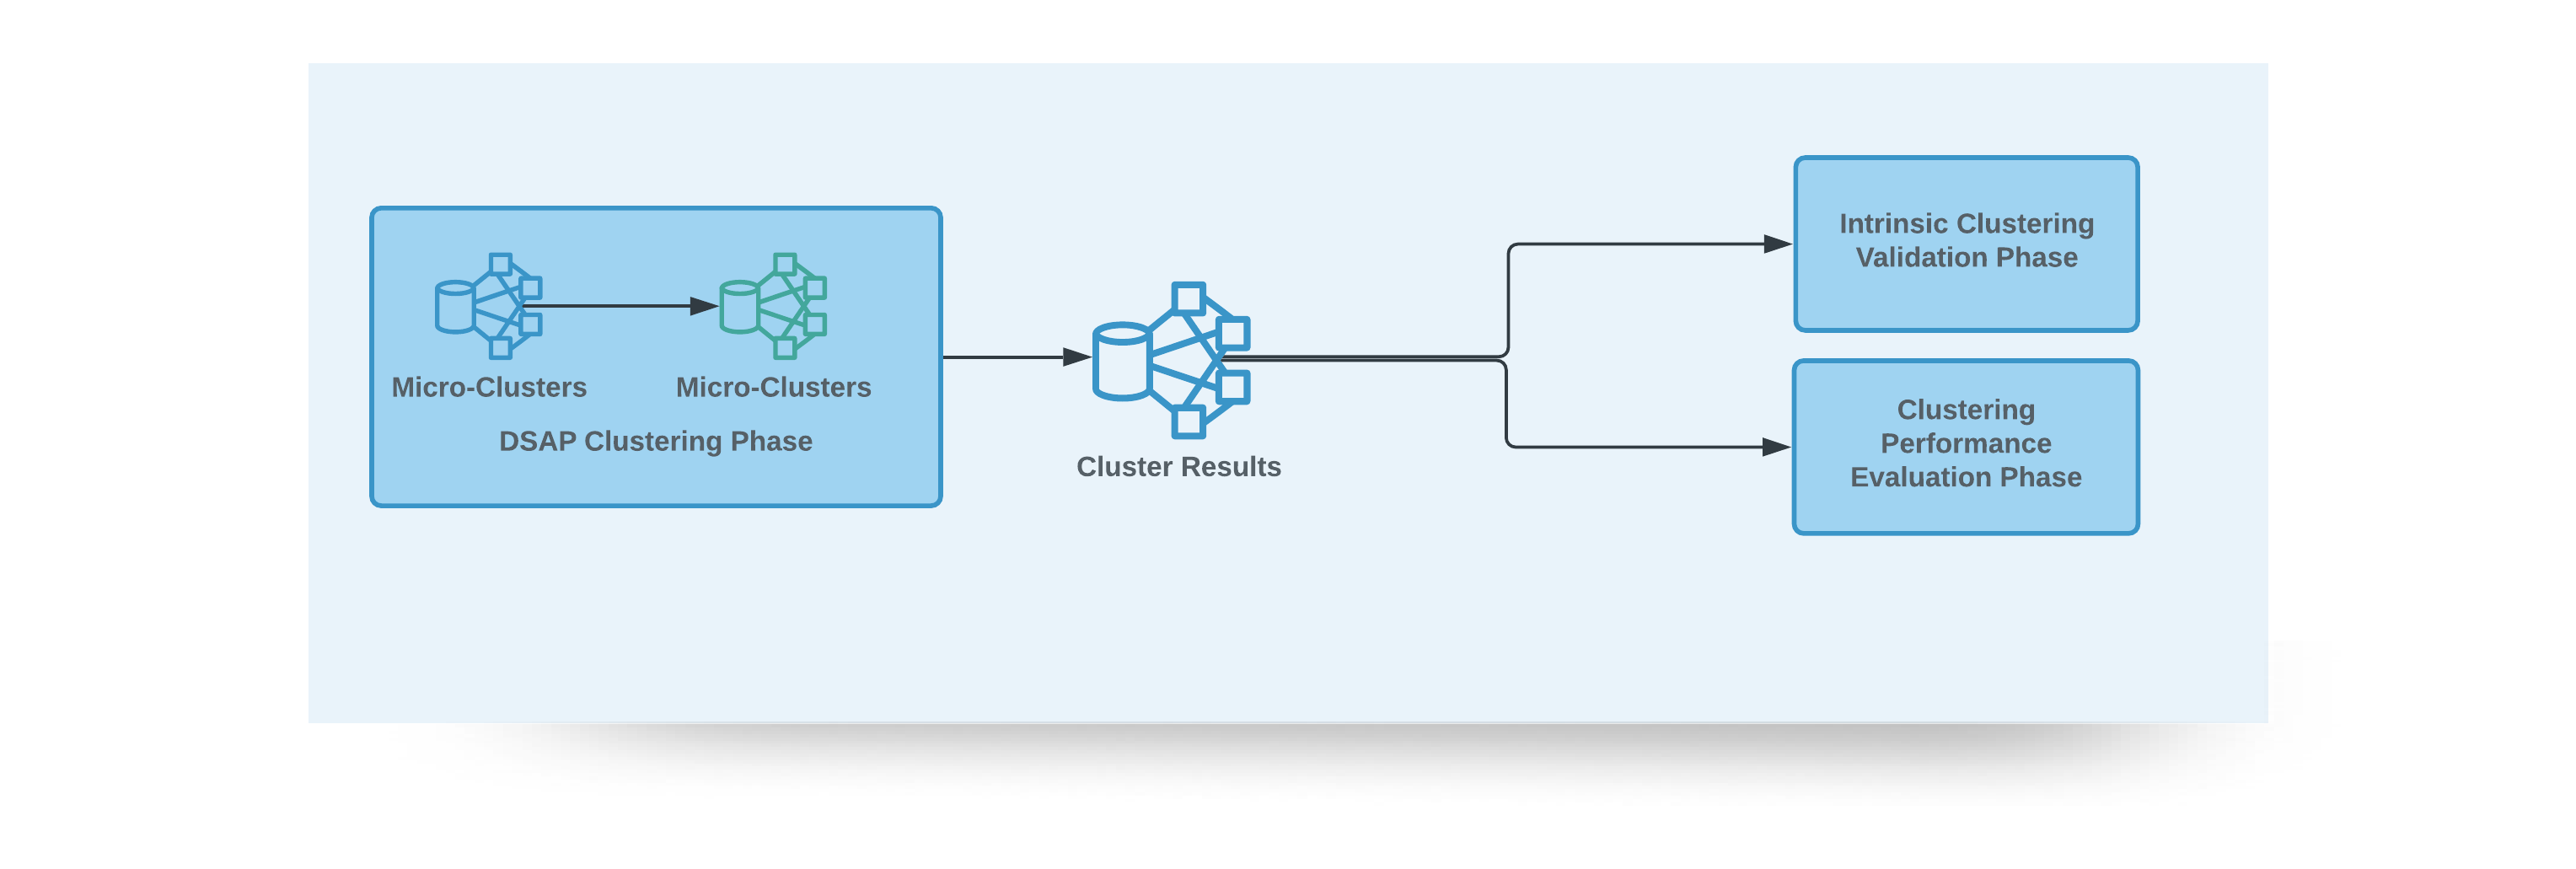 Micro-Clusters
Micro-Clusters
DSAP Clustering Phase
Cluster Results
Intrinsic Clustering
Validation Phase
Clustering
Performance
Evaluation Phase